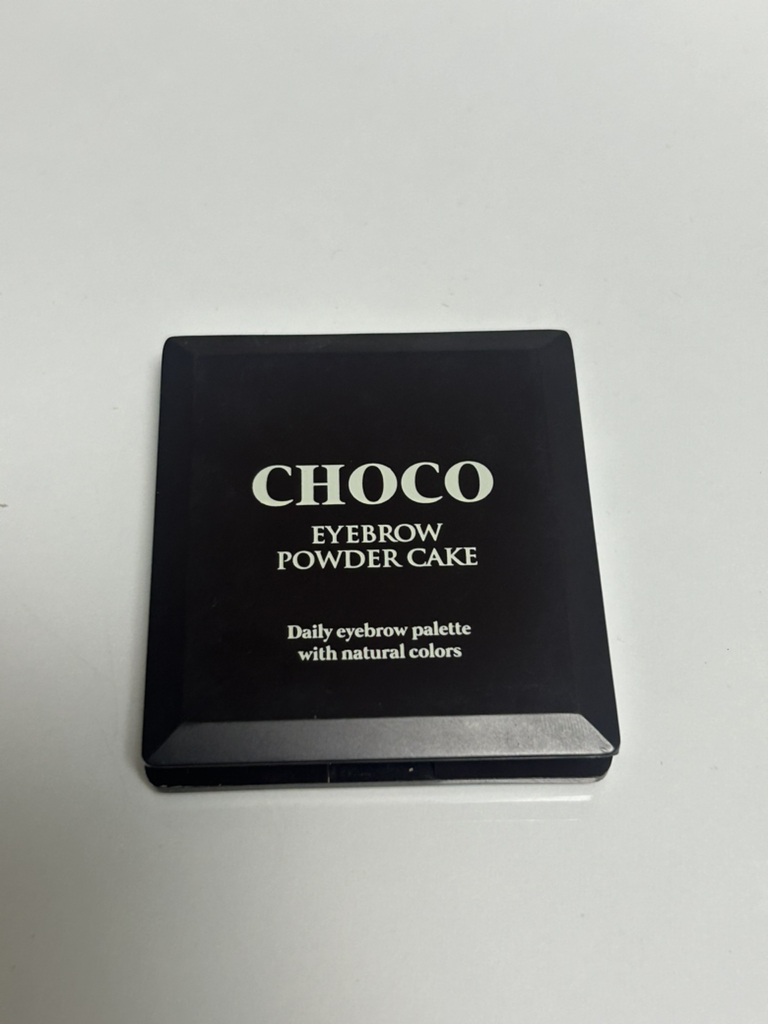 CHOCO
EYEBROW
POWDER CAKE
Daily eyebrow palette
with natural colors